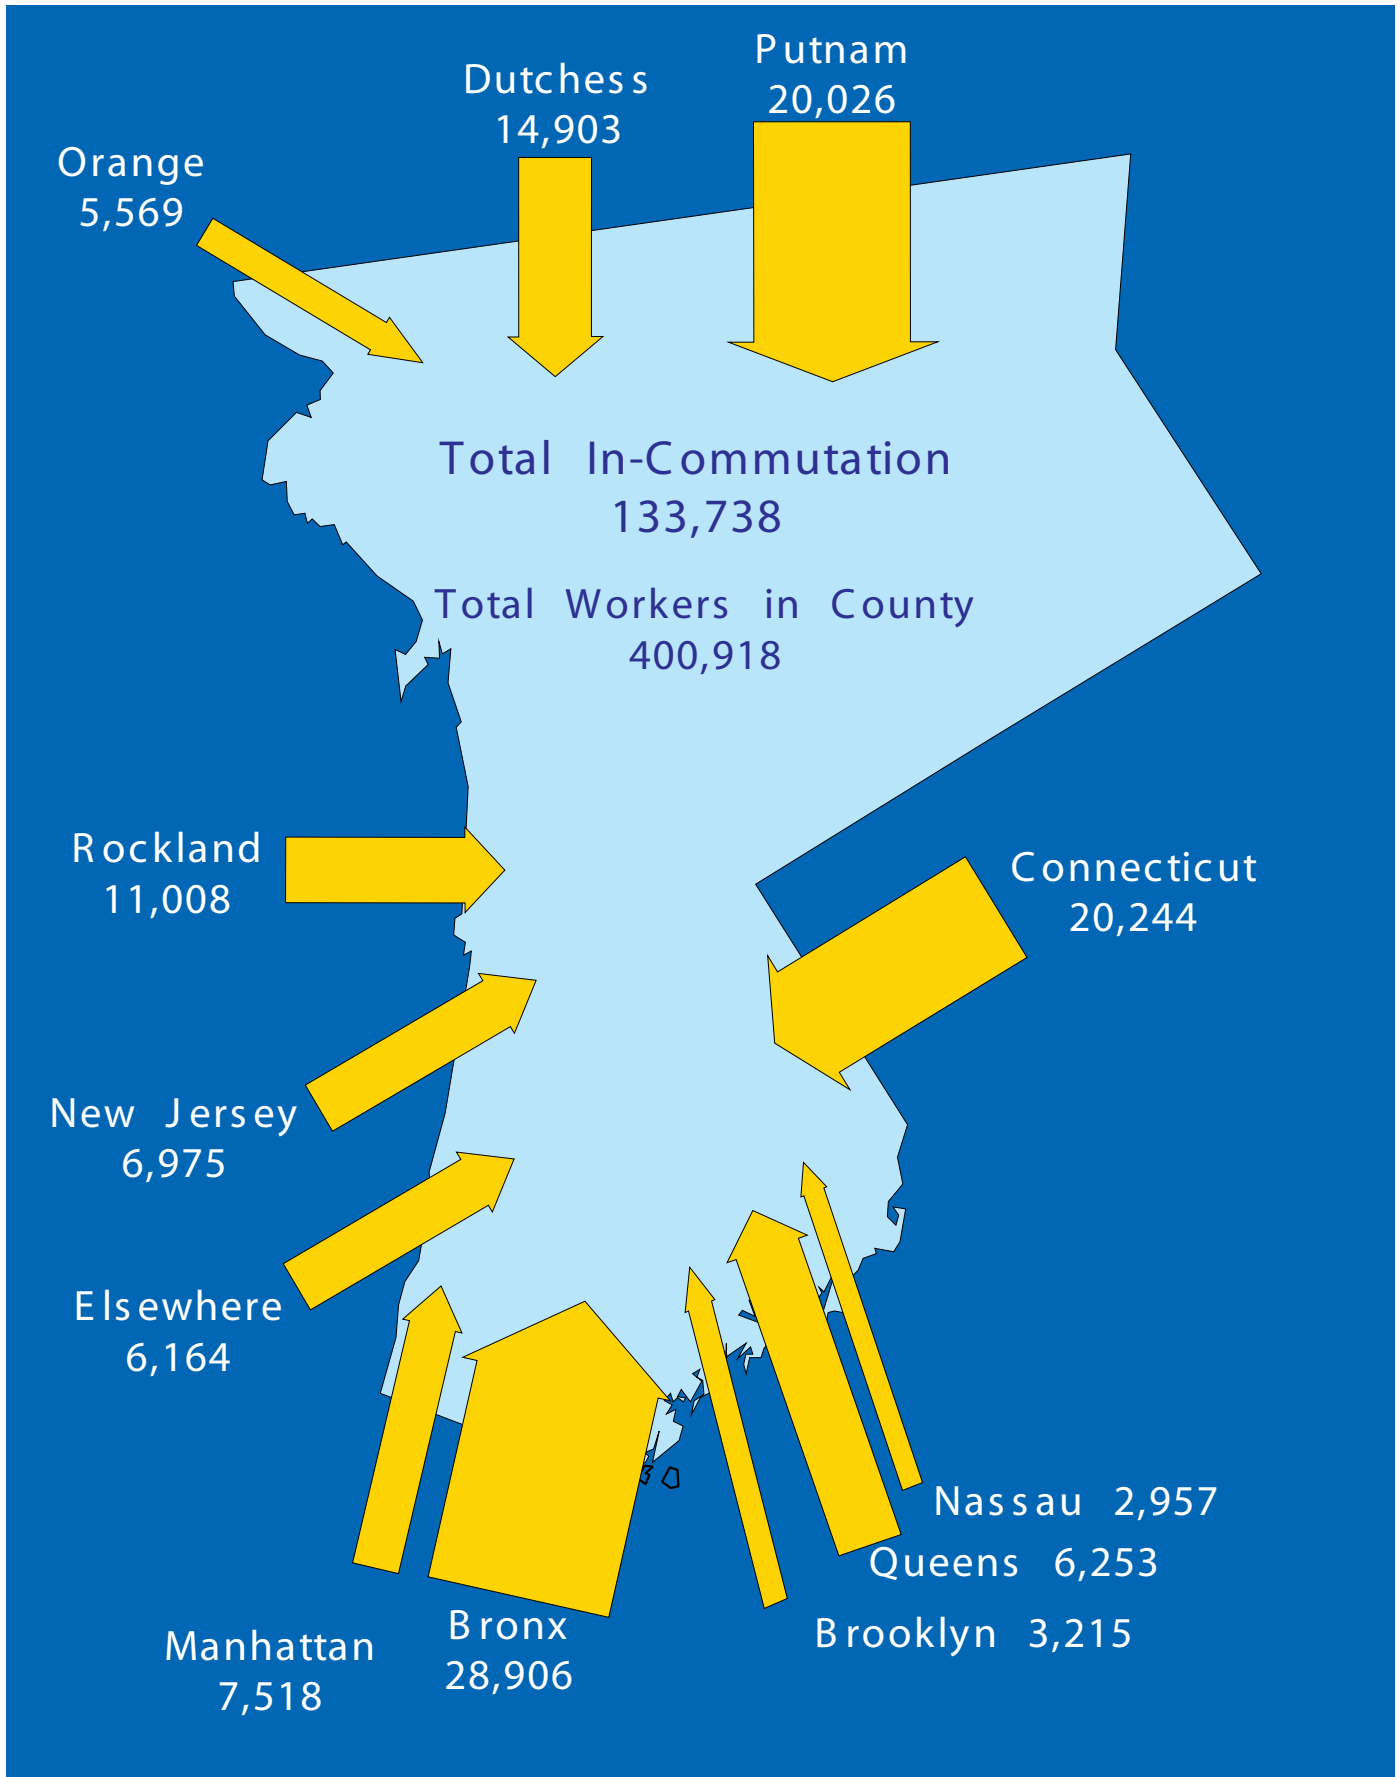 Putnam
20,026
Dutchess
14,903
Orange
5,569
Total In-Commutation
133,738
Total Workers in County
400,918
Rockland
11,008
Connecticut
20,244
New Jersey
6,975
Elsewhere
6,164
Nassau 2,957
Queens 6,253
Brooklyn 3,215
Bronx
28,906
Manhattan
7,518